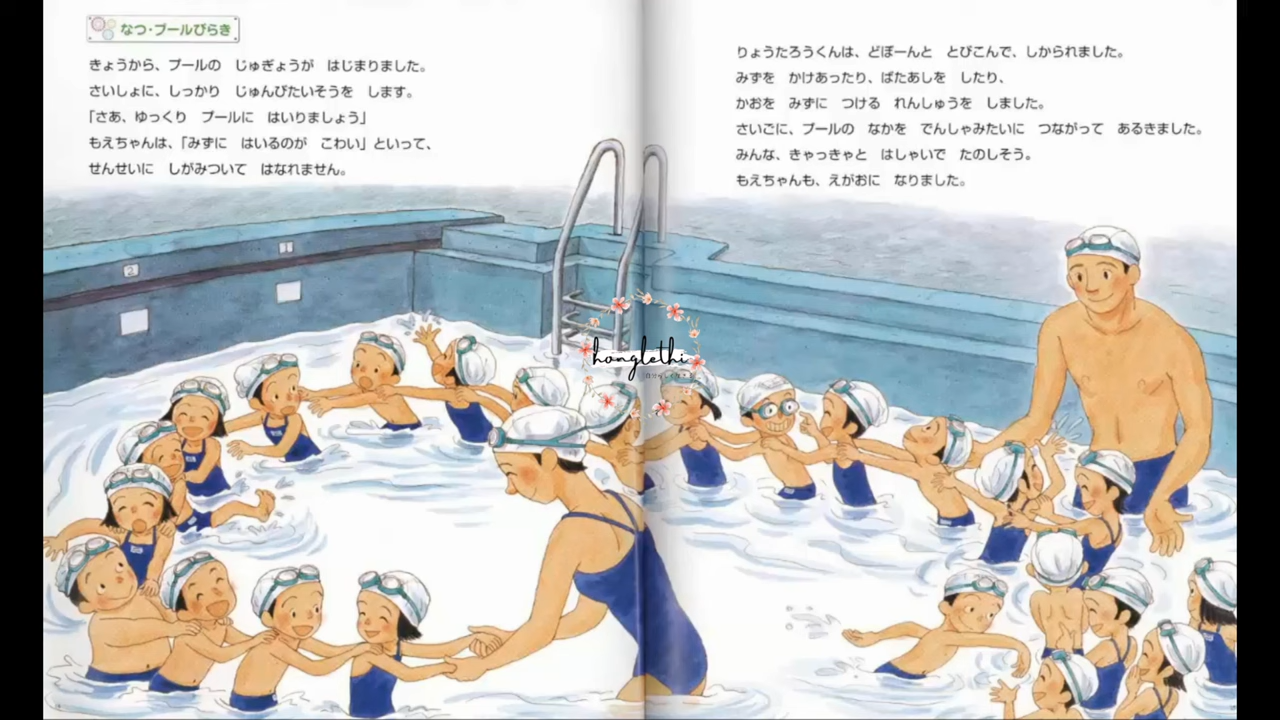 なつ・プールびらき
きょうから、プールの　じゅぎょうが　はじまりました。
さいしょに、しっかり　じゅんびたいそうを　します。
「さあ、ゆっくり　プールに　はいりましょう」
もえちゃんは、「みずに　はいるのが　こわい」といって、
せんせいに　しがみついて　はなれません。
りょうたろうくんは、どぼーんと　とびこんで、しかられました。
みずを　かけあったり、ばたあしを　したり、
かおを　みずに　つける　れんしゅうを　しました。
さいごに、プールの　なかを　でんしゃみたいに　つながって　あるきました。
みんな、きゃっきゃと　はしゃいで　たのしそう。
もえちゃんも、えがおに　なりました。
2
1
honglethi